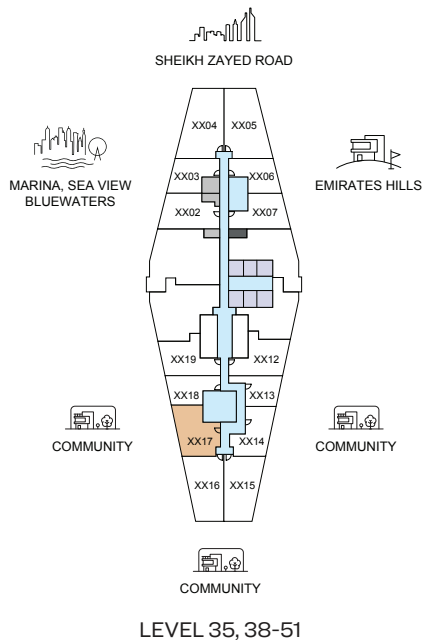 SHEIKH ZAYED ROAD
XX04
XX05
MARINA, SEA VIEW
BLUEWATERS
EMIRATES HILLS
XX03
XX06
XX02
XX07
XX19
XX12
XX18
XX13
COMMUNITY
COMMUNITY
XX17
XX14
XX16
XX15
COMMUNITY
LEVEL 35, 38-51